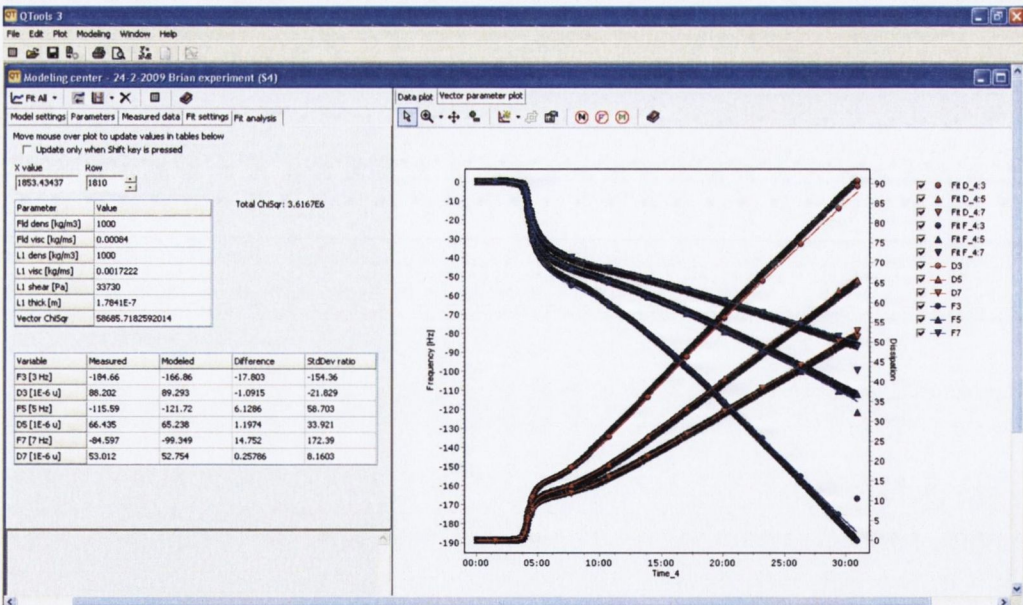 QTools 3
File Edit Plot Modeling Window Help
Modeling center - 24-2-2009 Brian experiment (S4)
Fit All
Model settings Parameters Measured data Fit settings Fit analysis
Move mouse over plot to update values in tables below
Update only when Shift key is pressed
X value Row
1853.43437 1810
Total ChiSqr: 3.6167E6
Parameter Value
Fld dens [kg/m3] 1000
Fld visc [kg/ms] 0.00084
L1 dens [kg/m3] 1000
L1 visc [kg/ms] 0.0017222
L1 shear [Pa] 33730
L1 thick [m] 1.7841E-7
Vector ChiSqr 58685.7182592014
Variable Measured Modeled Difference StdDev ratio
F3 [3 Hz] -184.66 -166.86 -17.803 -154.36
D3 [1E-6 u] 88.202 89.293 -1.0915 -21.829
F5 [5 Hz] -115.59 -121.72 6.1286 58.703
D5 [1E-6 u] 66.435 65.238 1.1974 33.921
F7 [7 Hz] -84.597 -99.349 14.752 172.39
D7 [1E-6 u] 53.012 52.754 0.25786 8.1603
Data plot Vector parameter plot
N F H
Frequency [Hz]
0
-10
-20
-30
-40
-50
-60
-70
-80
-90
-100
-110
-120
-130
-140
-150
-160
-170
-180
-190
00:00 05:00 10:00 15:00 20:00 25:00 30:00
Time_4
90
85
80
75
70
65
60
55
50
45
40
35
30
25
20
15
10
5
0
Dissipation
Fit D_4:3
Fit D_4:5
Fit D_4:7
Fit F_4:3
Fit F_4:5
Fit F_4:7
D3
D5
D7
F3
F5
F7